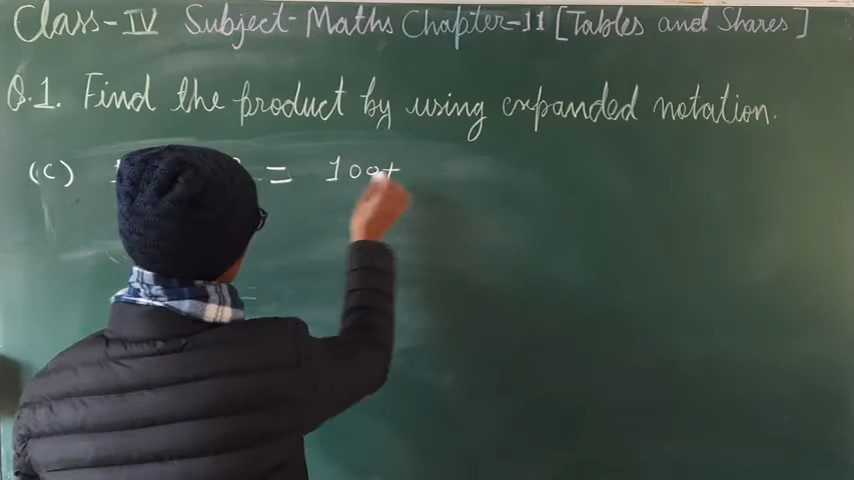 Class-IV Subject-Maths Chapter-11 [Tables and Shares]
Q.1. Find the product by using expanded notation.
(C) = 100+